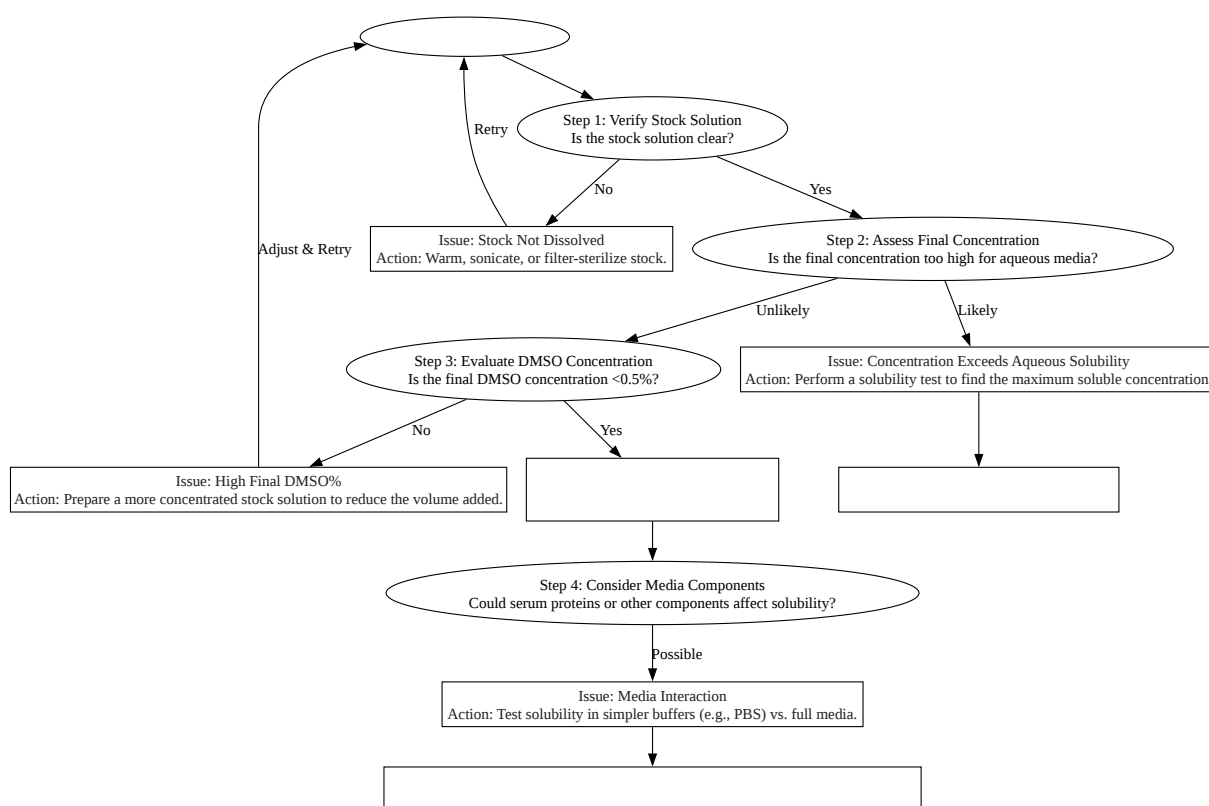 Step 1: Verify Stock Solution
Is the stock solution clear?
Retry
No
Yes
Issue: Stock Not Dissolved
Action: Warm, sonicate, or filter-sterilize stock.
Step 2: Assess Final Concentration
Is the final concentration too high for aqueous media?
Adjust & Retry
Unlikely
Likely
Step 3: Evaluate DMSO Concentration
Is the final DMSO concentration <0.5%?
Issue: Concentration Exceeds Aqueous Solubility
Action: Perform a solubility test to find the maximum soluble concentration
No
Yes
Issue: High Final DMSO%
Action: Prepare a more concentrated stock solution to reduce the volume added.
Step 4: Consider Media Components
Could serum proteins or other components affect solubility?
Possible
Issue: Media Interaction
Action: Test solubility in simpler buffers (e.g., PBS) vs. full media.